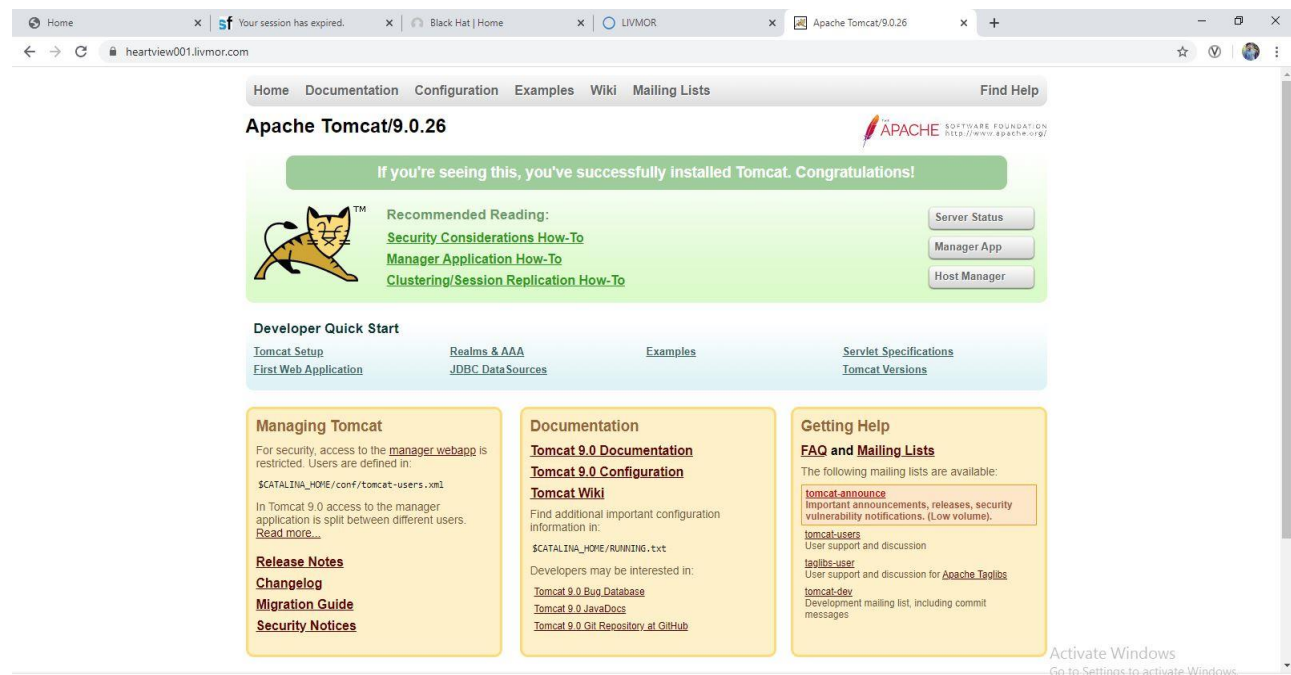 Home
Your session has expired.
Black Hat | Home
LIVMOR
Apache Tomcat/9.0.26
heartview001.livmor.com
Home Documentation Configuration Examples Wiki Mailing Lists Find Help
Apache Tomcat/9.0.26
THE
APACHE SOFTWARE FOUNDATION
http://www.apache.org/
If you're seeing this, you've successfully installed Tomcat. Congratulations!
TM
Recommended Reading:
Security Considerations How-To
Manager Application How-To
Clustering/Session Replication How-To
Server Status
Manager App
Host Manager
Developer Quick Start
Tomcat Setup
First Web Application
Realms & AAA
JDBC DataSources
Examples
Servlet Specifications
Tomcat Versions
Managing Tomcat
For security, access to the manager webapp is
restricted. Users are defined in:
$CATALINA_HOME/conf/tomcat-users.xml
In Tomcat 9.0 access to the manager
application is split between different users.
Read more...
Release Notes
Changelog
Migration Guide
Security Notices
Documentation
Tomcat 9.0 Documentation
Tomcat 9.0 Configuration
Tomcat Wiki
Find additional important configuration
information in:
$CATALINA_HOME/RUNNING.txt
Developers may be interested in:
Tomcat 9.0 Bug Database
Tomcat 9.0 JavaDocs
Tomcat 9.0 Git Repository at GitHub
Getting Help
FAQ and Mailing Lists
The following mailing lists are available:
tomcat-announce
Important announcements, releases, security
vulnerability notifications. (Low volume).
tomcat-users
User support and discussion
taglibs-user
User support and discussion for Apache Taglibs
tomcat-dev
Development mailing list, including commit
messages
Activate Windows
Go to Settings to activate Windows.